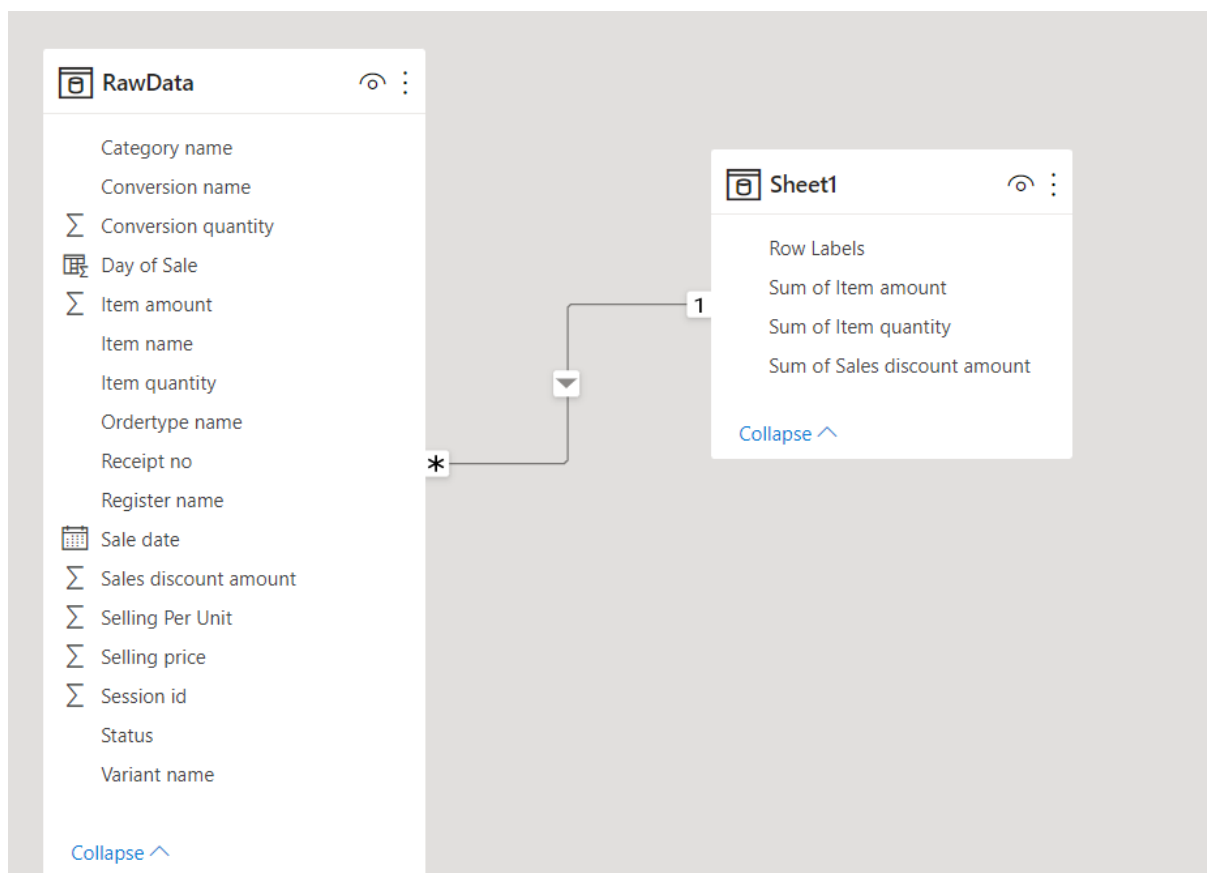 RawData
Category name
Conversion name
Conversion quantity
Day of Sale
Item amount
Item name
Item quantity
Ordertype name
Receipt no
Register name
Sale date
Sales discount amount
Selling Per Unit
Selling price
Session id
Status
Variant name
Collapse
*
1
Sheet1
Row Labels
Sum of Item amount
Sum of Item quantity
Sum of Sales discount amount
Collapse